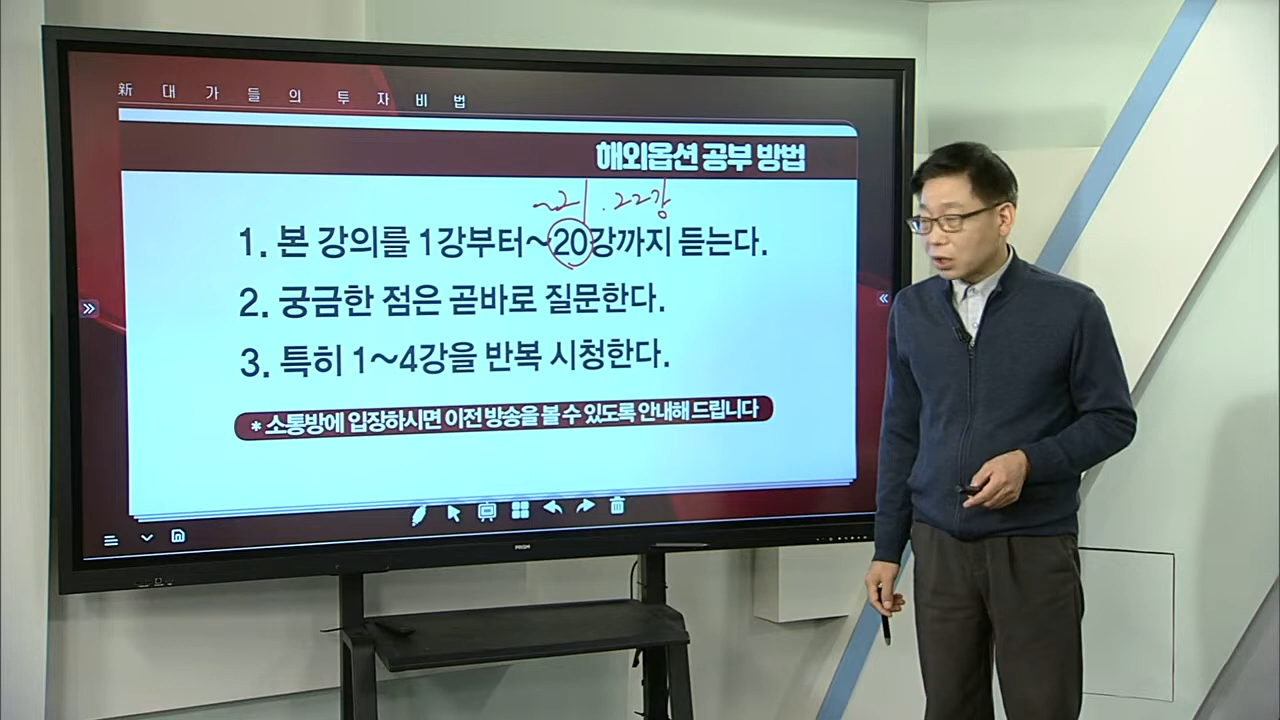 新 대 가 들 의 투 자 비 법
해외옵션 공부 방법
~21. 22강
1. 본 강의를 1강부터~20강까지 듣는다.
2. 궁금한 점은 곧바로 질문한다.
3. 특히 1~4강을 반복 시청한다.
* 소통방에 입장하시면 이전 방송을 볼 수 있도록 안내해 드립니다
PRISM